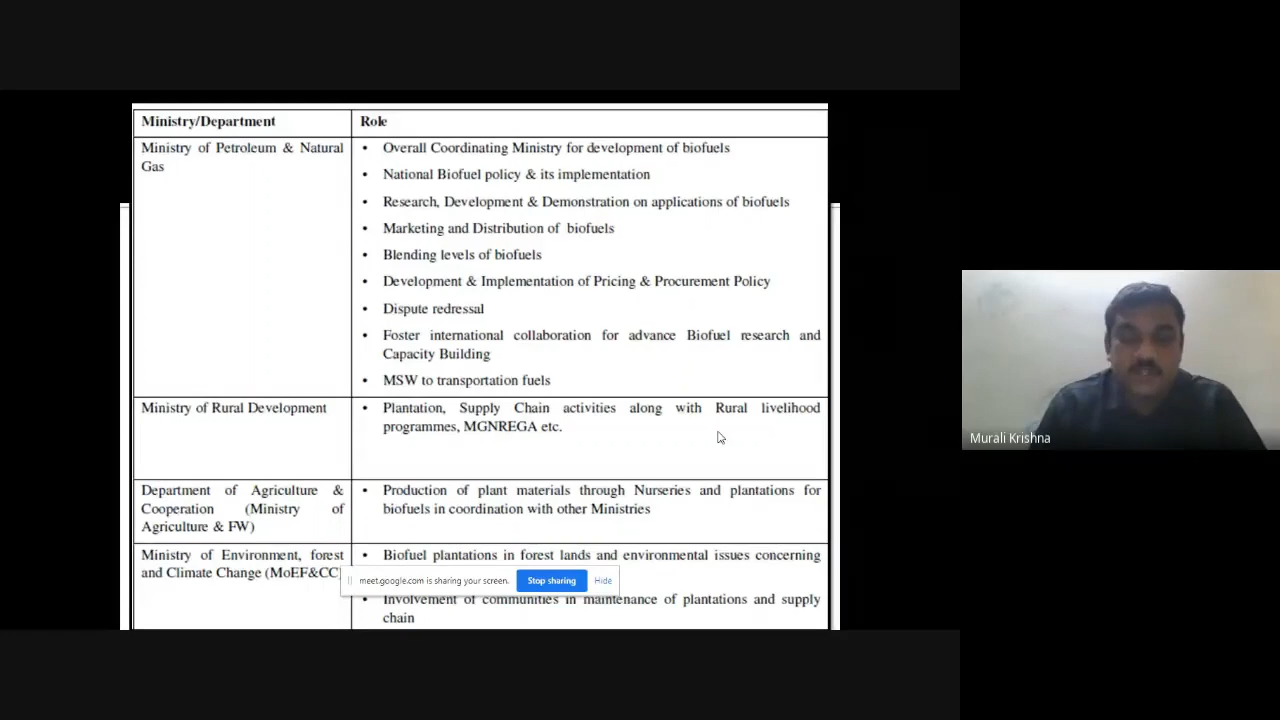 Ministry/Department
Role
Ministry of Petroleum & Natural
Gas
• Overall Coordinating Ministry for development of biofuels
• National Biofuel policy & its implementation
• Research, Development & Demonstration on applications of biofuels
• Marketing and Distribution of biofuels
• Blending levels of biofuels
• Development & Implementation of Pricing & Procurement Policy
• Dispute redressal
• Foster international collaboration for advance Biofuel research and
Capacity Building
• MSW to transportation fuels
Ministry of Rural Development
• Plantation, Supply Chain activities along with Rural livelihood
programmes, MGNREGA etc.
Department of Agriculture &
Cooperation (Ministry of
Agriculture & FW)
• Production of plant materials through Nurseries and plantations for
biofuels in coordination with other Ministries
Ministry of Environment, forest
and Climate Change (MoEF&CC)
• Biofuel plantations in forest lands and environmental issues concerning
Involvement of communities in maintenance of plantations and supply
chain
meet.google.com is sharing your screen.
Stop sharing
Hide
Murali Krishna